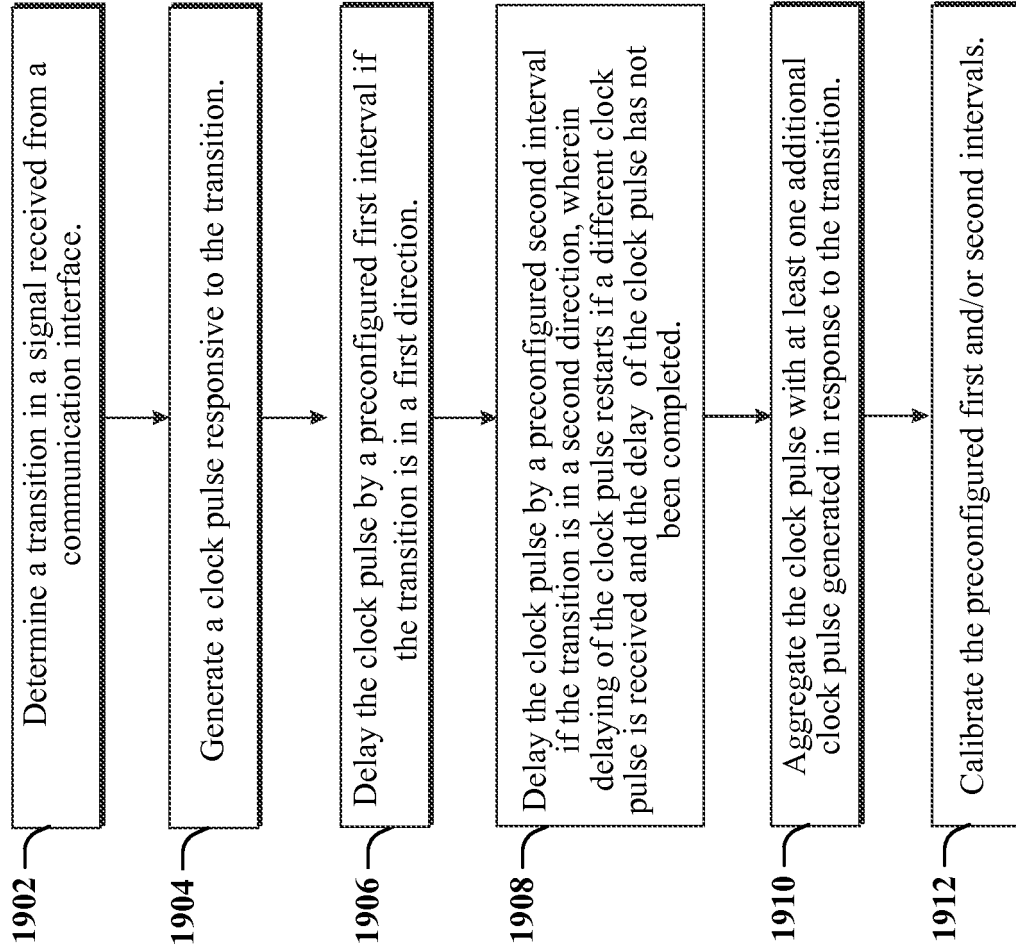 1902
Determine a transition in a signal received from a
communication interface.
1904
Generate a clock pulse responsive to the transition.
1906
Delay the clock pulse by a preconfigured first interval if
the transition is in a first direction.
1908
Delay the clock pulse by a preconfigured second interval
if the transition is in a second direction, wherein
delaying of the clock pulse restarts if a different clock
pulse is received and the delay of the clock pulse has not
been completed.
1910
Aggregate the clock pulse with at least one additional
clock pulse generated in response to the transition.
1912
Calibrate the preconfigured first and/or second intervals.